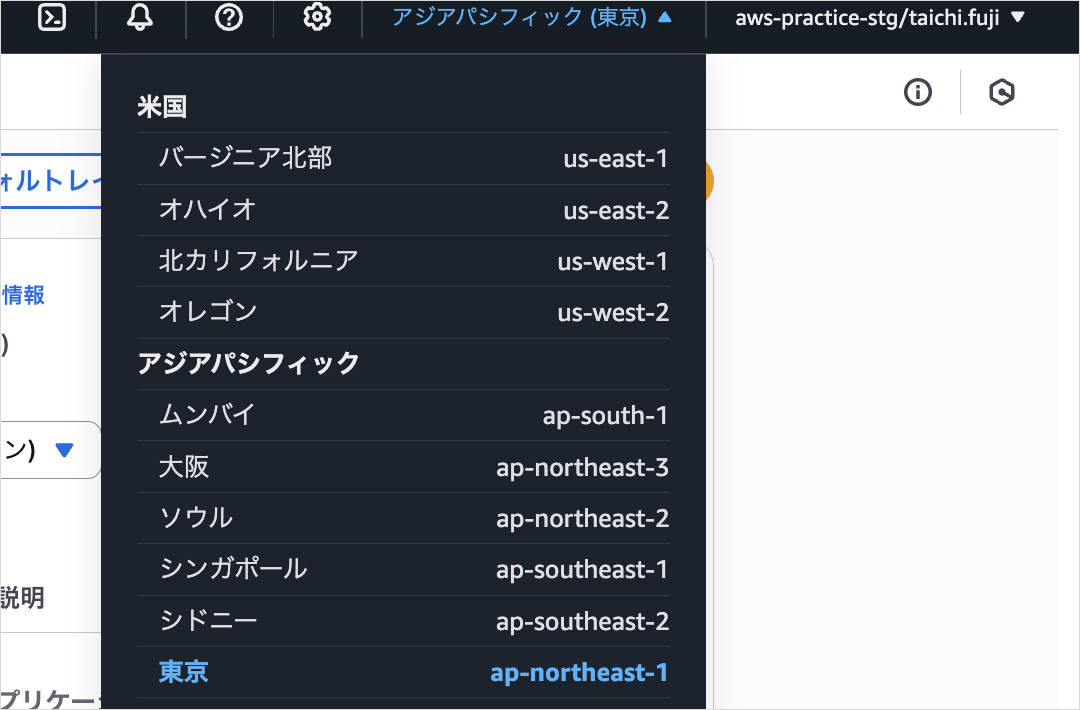 アジアパシフィック (東京) ▲
aws-practice-stg/taichi.fuji ▼
米国
バージニア北部 us-east-1
オハイオ us-east-2
北カリフォルニア us-west-1
オレゴン us-west-2
アジアパシフィック
ムンバイ ap-south-1
大阪 ap-northeast-3
ソウル ap-northeast-2
シンガポール ap-southeast-1
シドニー ap-southeast-2
東京 ap-northeast-1
ォルトレイ
情報
)
ン) ▼
説明
プリケー